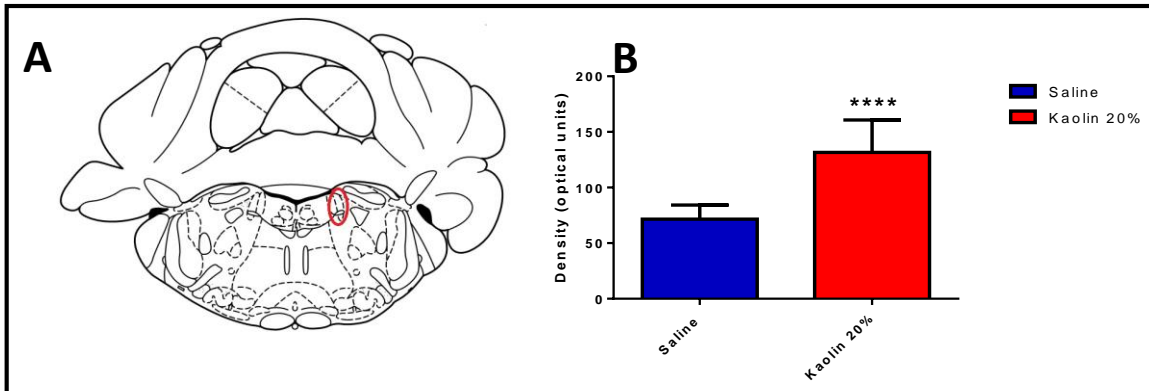 A
B
Density (optical units)
200
150
100
50
0
****
Saline
Kaolin 20%
Saline
Kaolin 20%